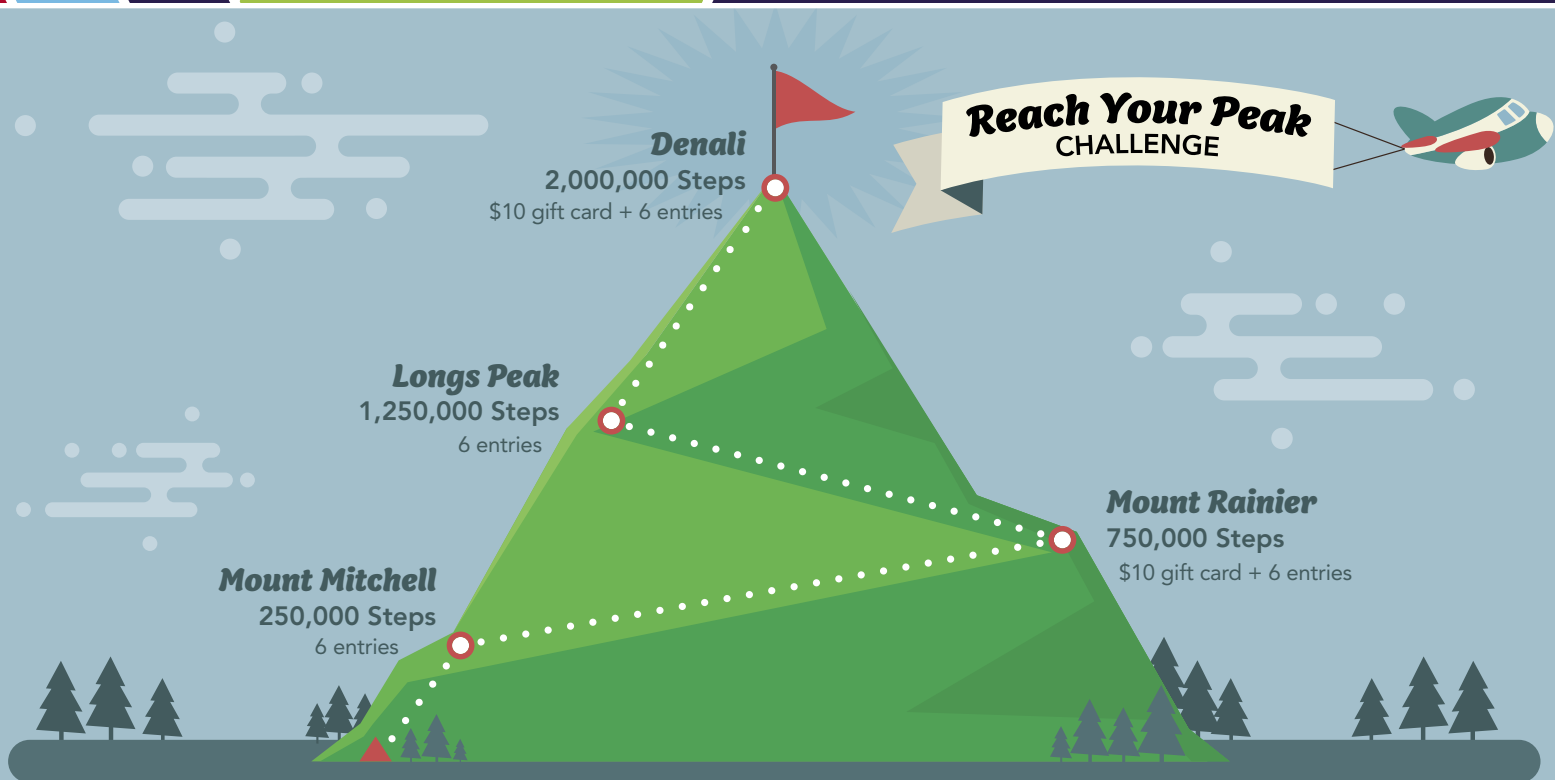 Reach Your Peak
CHALLENGE
Denali
2,000,000 Steps
$10 gift card + 6 entries
Longs Peak
1,250,000 Steps
6 entries
Mount Rainier
750,000 Steps
$10 gift card + 6 entries
Mount Mitchell
250,000 Steps
6 entries